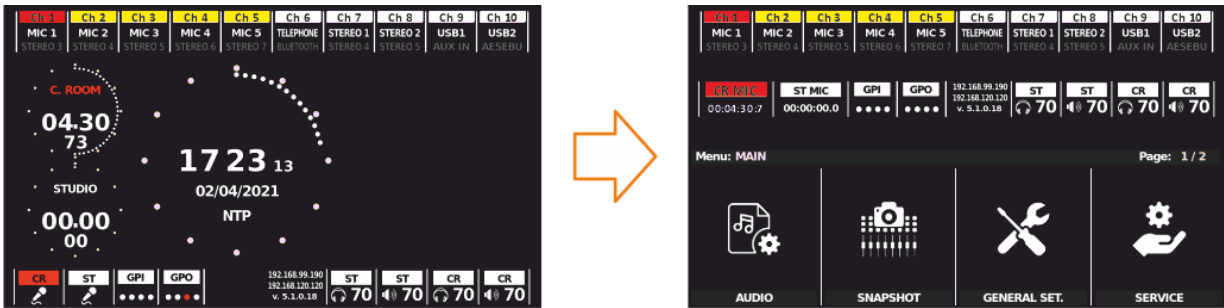 Ch 1 Ch 2 Ch 3 Ch 4 Ch 5 Ch 6 Ch 7 Ch 8 Ch 9 Ch 10
MIC 1 MIC 2 MIC 3 MIC 4 MIC 5 TELEPHONE STEREO 1 STEREO 2 USB1 USB2
STEREO 3 STEREO 4 STEREO 5 STEREO 6 STEREO 7 BLUETOOTH STEREO 4 STEREO 5 AUX IN AESEBU
C. ROOM
04.30
73
STUDIO
00.00
00
17 23 13
02/04/2021
NTP
CR ST GPI GPO
192.168.99.190
192.168.120.120
v. 5.1.0.18
ST ST CR CR
70 70 70 70
Ch 1 Ch 2 Ch 3 Ch 4 Ch 5 Ch 6 Ch 7 Ch 8 Ch 9 Ch 10
MIC 1 MIC 2 MIC 3 MIC 4 MIC 5 TELEPHONE STEREO 1 STEREO 2 USB1 USB2
STEREO 3 STEREO 4 STEREO 5 STEREO 6 STEREO 7 BLUETOOTH STEREO 4 STEREO 5 AUX IN AESEBU
CR MIC ST MIC GPI GPO
00:04:30:7 00:00:00.0
192.168.99.190
192.168.120.120
v. 5.1.0.18
ST ST CR CR
70 70 70 70
Menu: MAIN Page: 1 / 2
AUDIO SNAPSHOT GENERAL SET. SERVICE